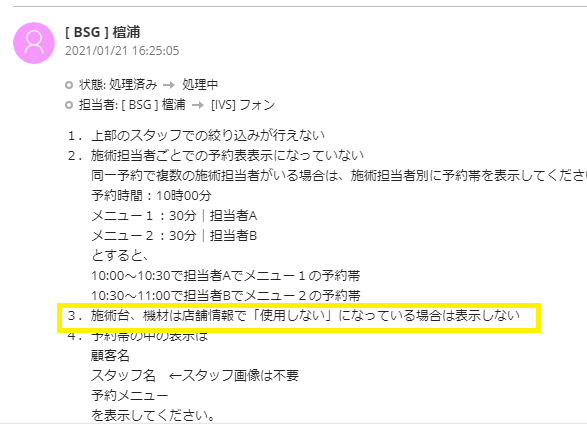 [ BSG ] 楦浦
2021/01/21 16:25:05
状態: 処理済み → 処理中
担当者: [ BSG ] 楦浦 → [IVS] フォン
1. 上部のスタッフでの絞り込みが行えない
2. 施術担当者ごとでの予約表表示になっていない
同一予約で複数の施術担当者がいる場合は、施術担当者別に予約帯を表示してくださ
予約時間：10時00分
メニュー１：30分｜担当者A
メニュー２：30分｜担当者B
とすると、
10:00～10:30で担当者Aでメニュー１の予約帯
10:30～11:00で担当者Bでメニュー２の予約帯
3. 施術台、機材は店舗情報で「使用しない」になっている場合は表示しない
4. 予約帯の中の表示は
顧客名
スタッフ名　←スタッフ画像は不要
予約メニュー
を表示してください。